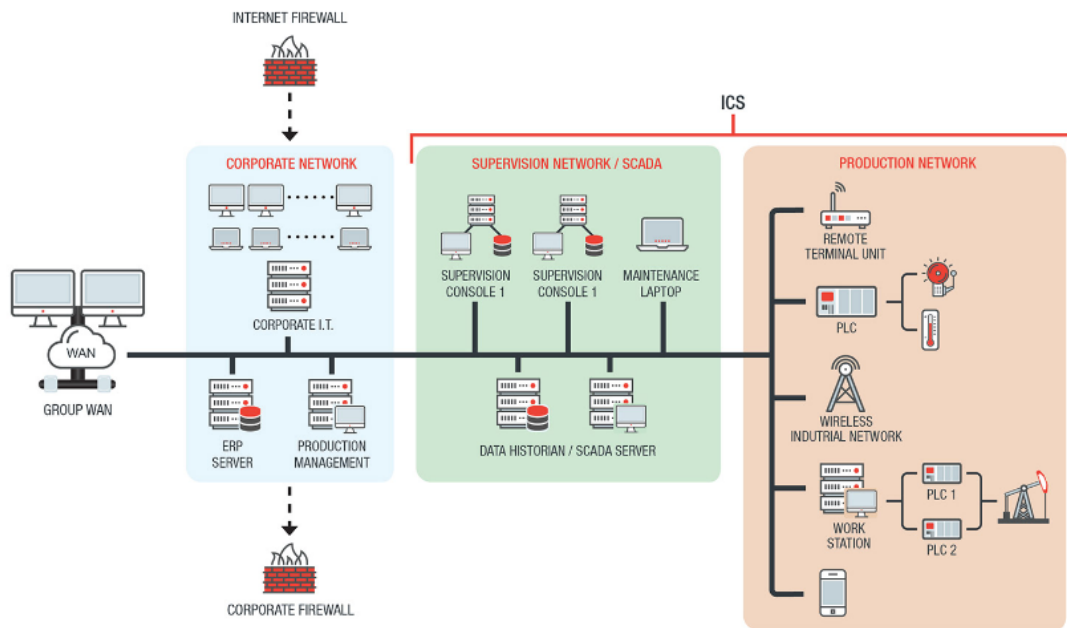 INTERNET FIREWALL
ICS
CORPORATE NETWORK
SUPERVISION NETWORK / SCADA
PRODUCTION NETWORK
REMOTE
TERMINAL UNIT
SUPERVISION
CONSOLE 1
SUPERVISION
CONSOLE 1
MAINTENANCE
LAPTOP
CORPORATE I.T.
PLC
WAN
GROUP WAN
ERP
SERVER
PRODUCTION
MANAGEMENT
DATA HISTORIAN / SCADA SERVER
WIRELESS
INDUTRIAL NETWORK
WORK
STATION
PLC 1
PLC 2
CORPORATE FIREWALL